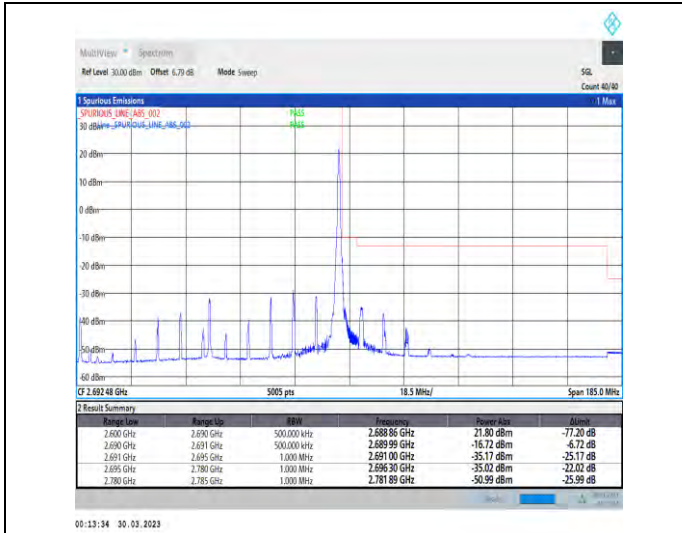 MultiView Spectrum
Ref Level 30.00 dBm Offset 6.79 dB Mode Sweep SGL
Count 40/40
1 Spurious Emissions 1 Max
_SPURIOUS_LINE_ABS_002 PASS
30 dBm Line _SPURIOUS_LINE_ABS_002 PASS
20 dBm
10 dBm
0 dBm
-10 dBm
-20 dBm
-30 dBm
-40 dBm
-50 dBm
-60 dBm
CF 2.692 48 GHz 5005 pts 18.5 MHz/ Span 185.0 MHz
2 Result Summary
Range Low Range Up RBW Frequency Power Abs ΔLimit
2.600 GHz 2.690 GHz 500.000 kHz 2.688 86 GHz 21.80 dBm -77.20 dB
2.690 GHz 2.691 GHz 500.000 kHz 2.689 99 GHz -16.72 dBm -6.72 dB
2.691 GHz 2.695 GHz 1.000 MHz 2.691 00 GHz -35.17 dBm -25.17 dB
2.695 GHz 2.780 GHz 1.000 MHz 2.696 30 GHz -35.02 dBm -22.02 dB
2.780 GHz 2.785 GHz 1.000 MHz 2.781 89 GHz -50.99 dBm -25.99 dB
00:13:34 30.03.2023